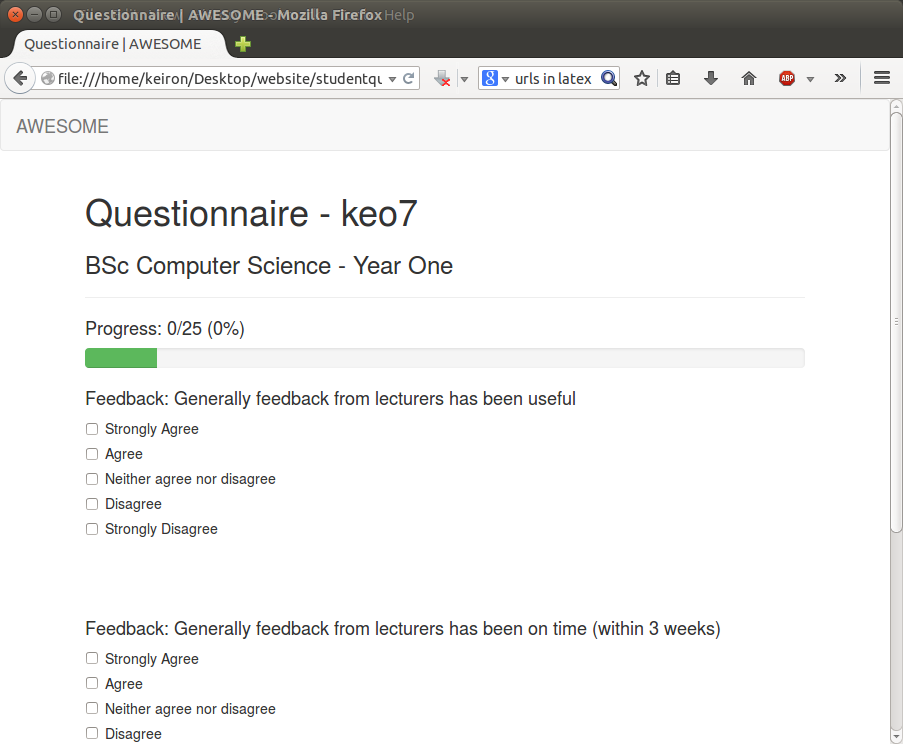 Questionnaire | AWESOME - Mozilla Firefox Help
Questionnaire | AWESOME
file:///home/keiron/Desktop/website/studentqu
8 urls in latex ABP »
AWESOME
Questionnaire - keo7
BSc Computer Science - Year One
Progress: 0/25 (0%)
Feedback: Generally feedback from lecturers has been useful
Strongly Agree
Agree
Neither agree nor disagree
Disagree
Strongly Disagree
Feedback: Generally feedback from lecturers has been on time (within 3 weeks)
Strongly Agree
Agree
Neither agree nor disagree
Disagree